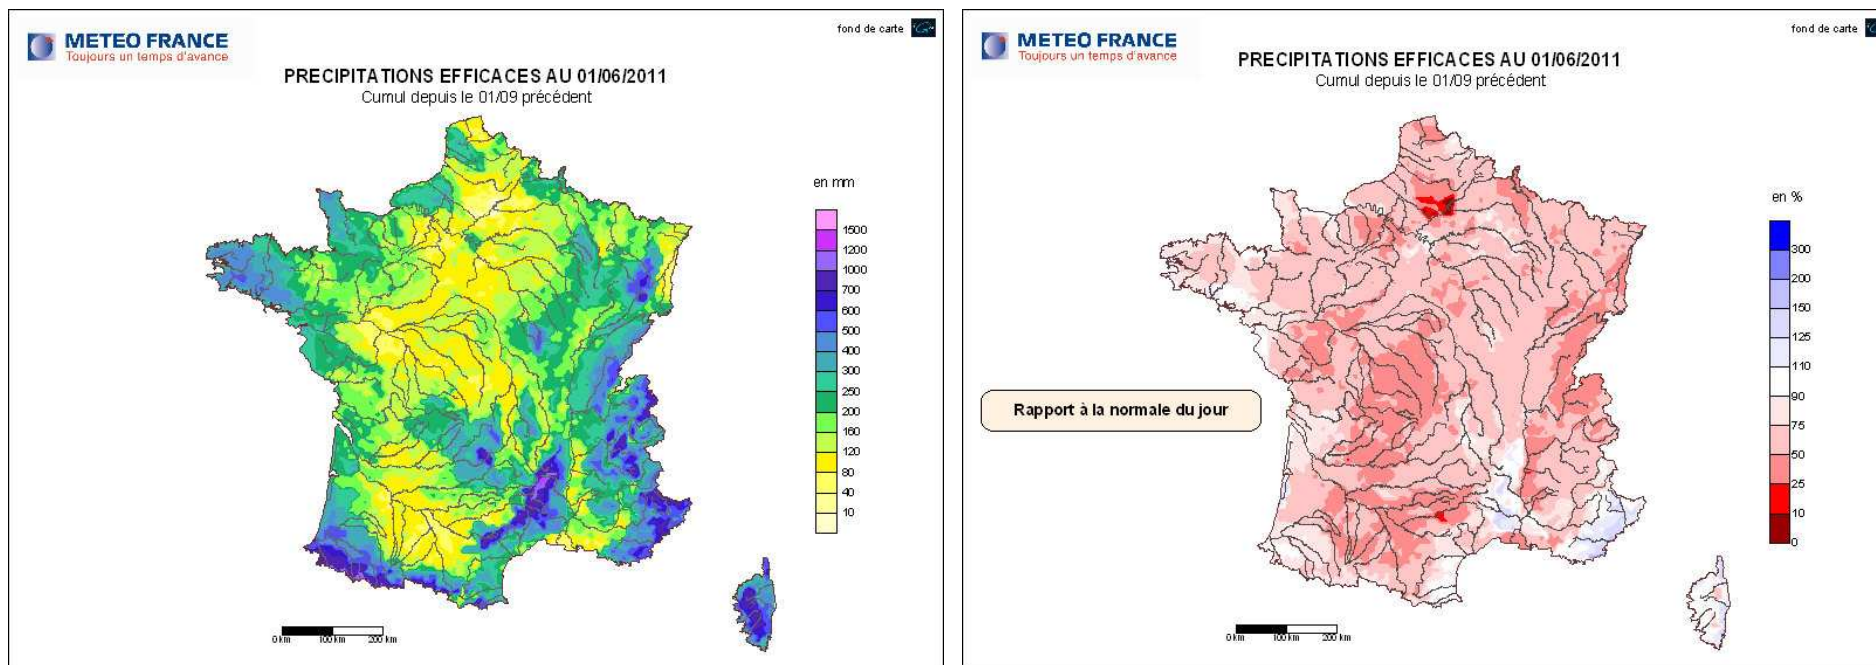 METEO FRANCE
Toujours un temps d'avance
fond de carte
PRECIPITATIONS EFFICACES AU 01/06/2011
Cumul depuis le 01/09 précédent
en mm
1500
1200
1000
700
600
500
400
300
250
200
160
120
80
40
10
0 km 100 km 200 km
METEO FRANCE
Toujours un temps d'avance
fond de carte
PRECIPITATIONS EFFICACES AU 01/06/2011
Cumul depuis le 01/09 précédent
en %
300
200
150
125
110
90
75
50
25
10
0
Rapport à la normale du jour
0 km 100 km 200 km